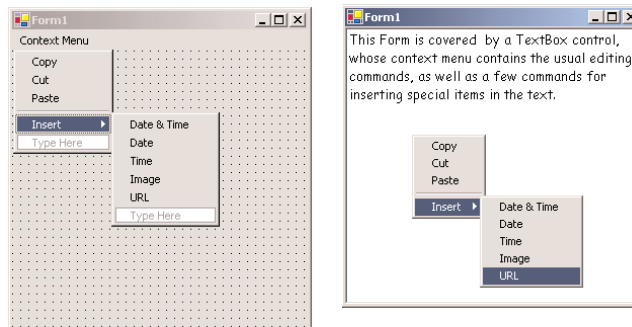 Form1
Context Menu
Copy
Cut
Paste
Insert
Type Here
Date & Time
Date
Time
Image
URL
Type Here
Form1
This Form is covered by a TextBox control,
whose context menu contains the usual editing
commands, as well as a few commands for
inserting special items in the text.
Copy
Cut
Paste
Insert
Date & Time
Date
Time
Image
URL